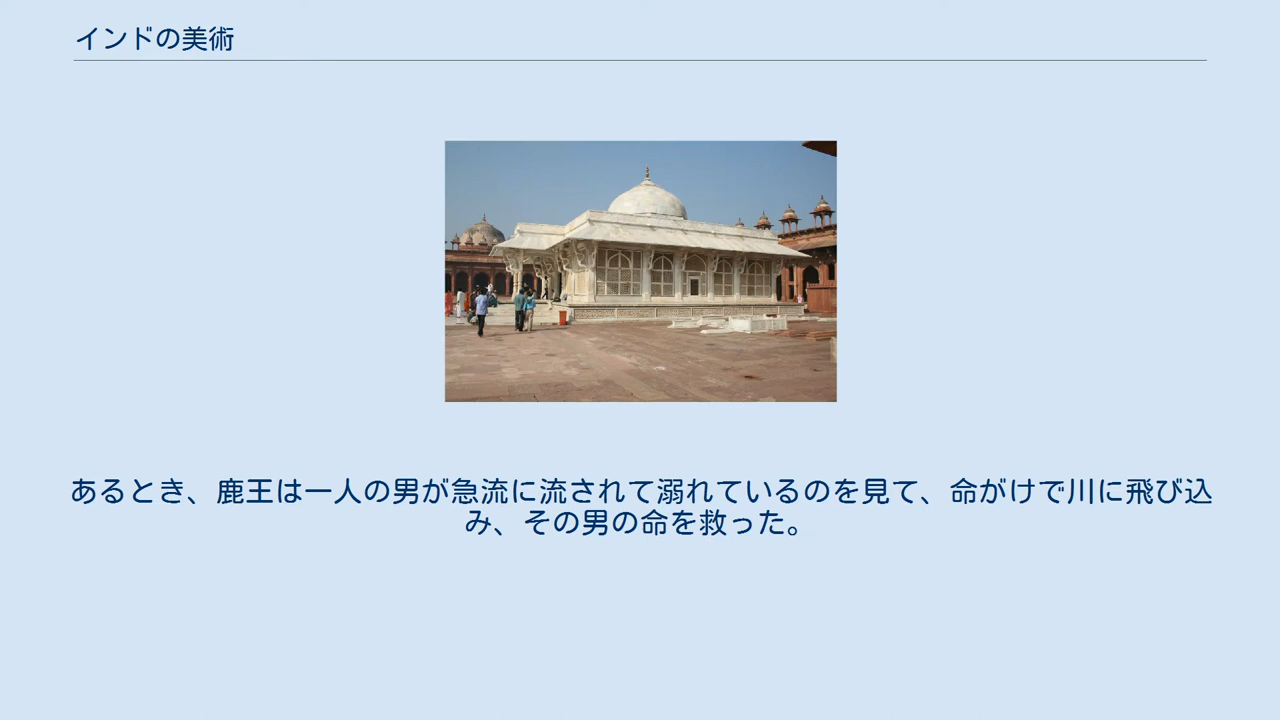 インドの美術
あるとき、鹿王は一人の男が急流に流されて溺れているのを見て、命がけで川に飛び込
み、その男の命を救った。